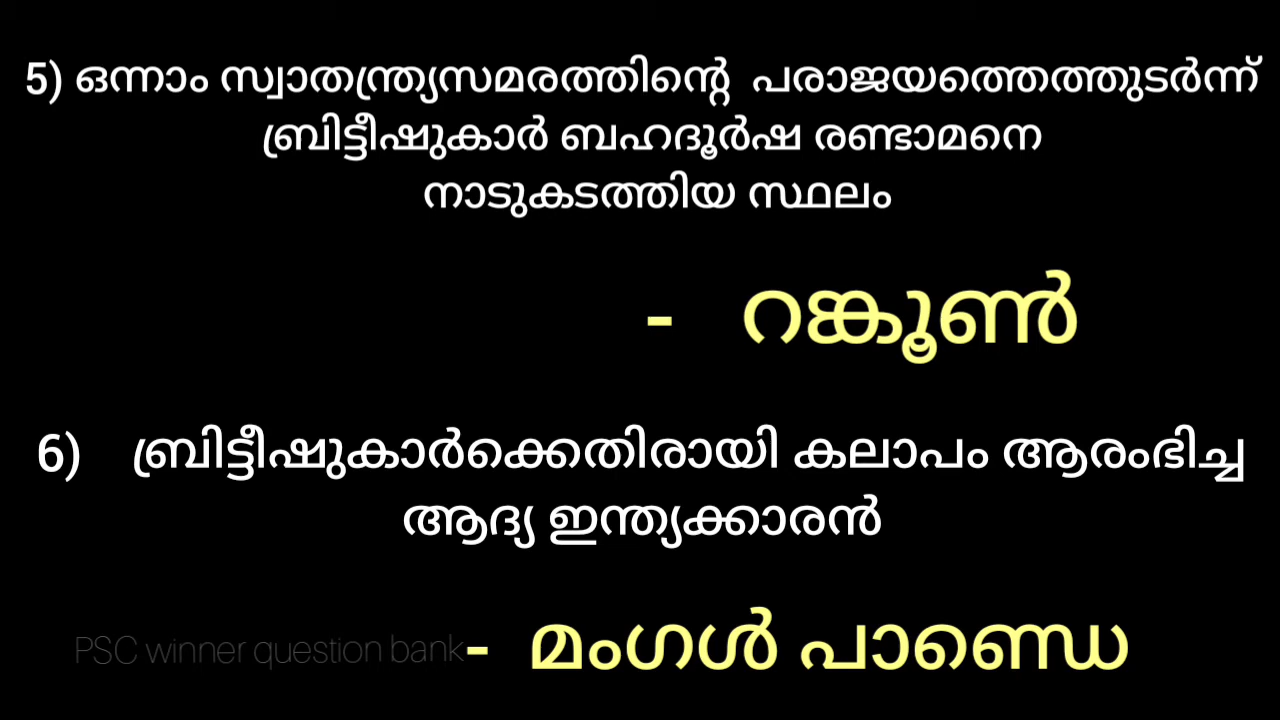 5) ഒന്നാം സ്വാതന്ത്ര്യസമരത്തിന്റെ പരാജയത്തെത്തുടർന്ന്
ബ്രിട്ടീഷുകാർ ബഹദൂർഷ രണ്ടാമനെ
നാടുകടത്തിയ സ്ഥലം
- റങ്കൂൺ
6) ബ്രിട്ടീഷുകാർക്കെതിരായി കലാപം ആരംഭിച്ച
ആദ്യ ഇന്ത്യക്കാരൻ
PSC winner question bank - മംഗൾ പാണ്ഡെ